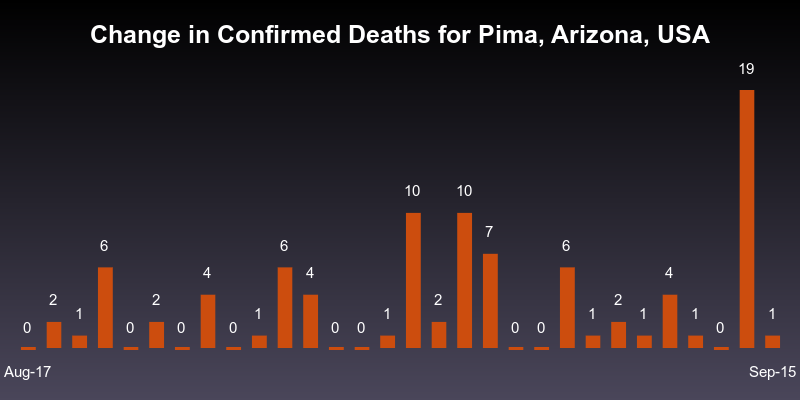 Change in Confirmed Deaths for Pima, Arizona, USA
0 2 1 6 0 2 0 4 0 1 6 4 0 0 1 10 2 10 7 0 0 6 1 2 1 4 1 0 19 1
Aug-17 Sep-15